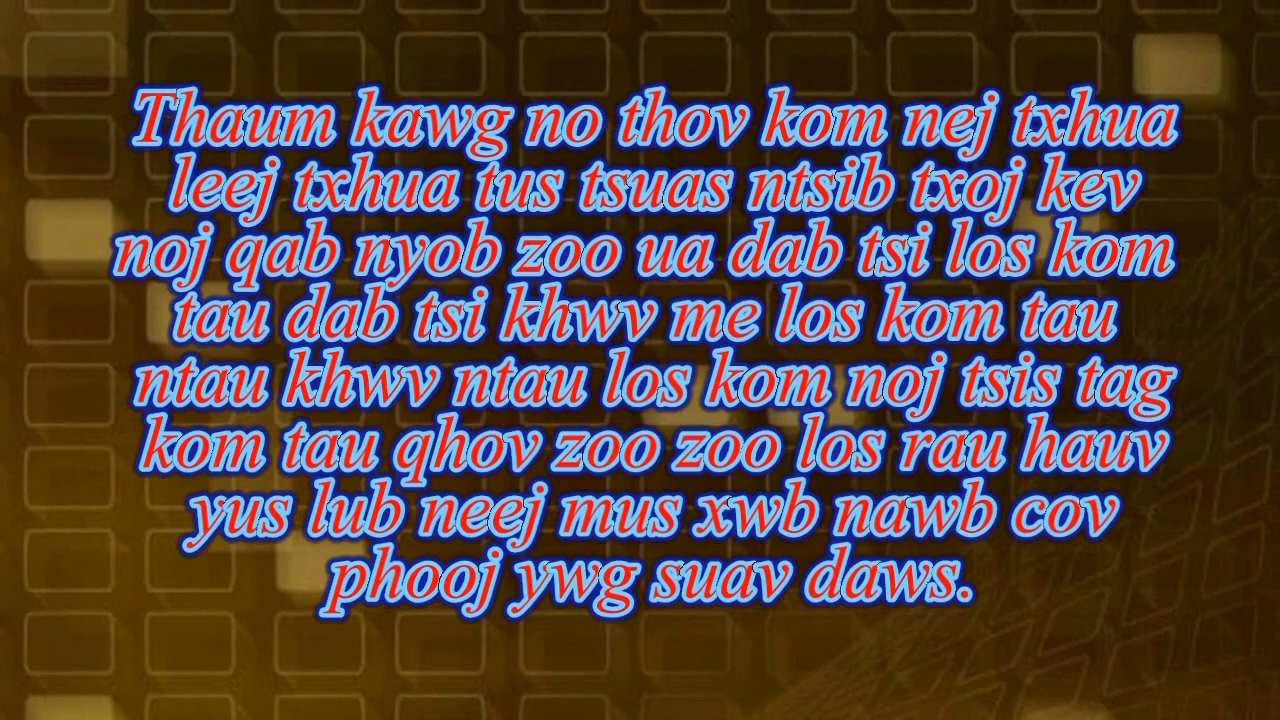 Thaum kawg no thov kom nej txhua
leej txhua tus tsuas ntsib txoj kev
noj qab nyob zoo ua dab tsi los kom
tau dab tsi khwv me los kom tau
ntau khwv ntau los kom noj tsis tag
kom tau qhov zoo zoo los rau hauv
yus lub neej mus xwb nawb cov
phooj ywg suav daws.